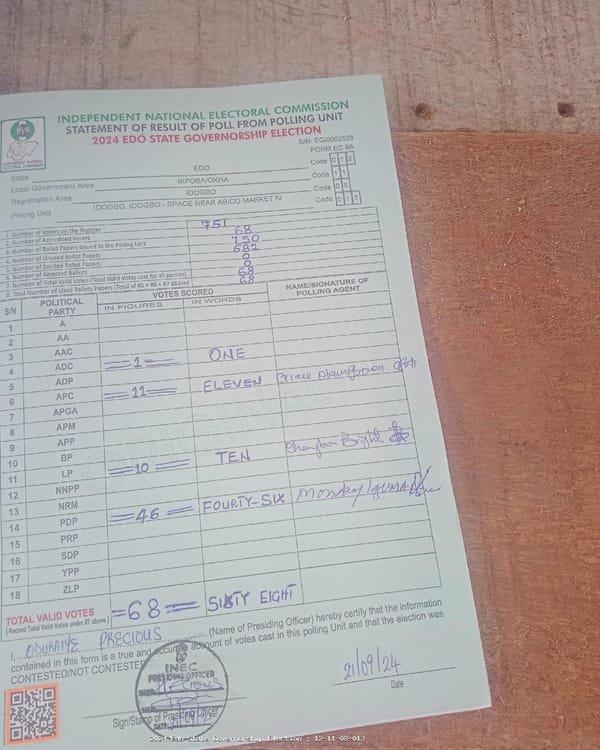 INDEPENDENT NATIONAL ELECTORAL COMMISSION
STATEMENT OF RESULT OF POLL FROM POLLING UNIT
2024 EDO STATE GOVERNORSHIP ELECTION
S/N: EG/0002528
FORM EC 8A
State EDO Code 0 1 2
Local Government Area IKPOBA/OKHA Code 1 1
Registration Area IDOGBO Code 0 8
Polling Unit IDOGBO, IDOGBO - SPACE NEAR ABICO MARKET IV Code 0 1 3
1. Number of Voters on the Register 751
2. Number of Accredited Voters 68
3. Number of Ballot Papers Issued to the Polling Unit 750
4. Number of Unused Ballot Papers 682
5. Number of Spoiled Ballot Papers 0
6. Number of Rejected Ballots 0
7. Number of Total Valid Votes (Total Valid Votes cast for all parties) 68
8. Total Number of Used Ballots Papers (Total of #5 + #6 + #7 above) 68
S/N POLITICAL PARTY VOTES SCORED NAME/SIGNATURE OF POLLING AGENT
IN FIGURES IN WORDS
1 A
2 AA
3 AAC
4 ADC 1 ONE
5 ADP
6 APC 11 ELEVEN
7 APGA
8 APM
9 APP
10 BP
11 LP 10 TEN Bright
12 NNPP
13 NRM
14 PDP 46 FOURTY-SIX Monday
15 PRP
16 SDP
17 YPP
18 ZLP
TOTAL VALID VOTES =68= SIXTY EIGHT
(Record Total Valid Votes under #7 above)
I, ODURAIYE PRECIOUS (Name of Presiding Officer) hereby certify that the information
contained in this form is a true and accurate account of votes cast in this polling Unit and that the election was
CONTESTED/NOT CONTESTED
INEC
PRESIDING OFFICER
21/09/24
Date
Sign/Stamp of Presiding Officer
2024 Edo State Governorship Election : 12-11-08-013